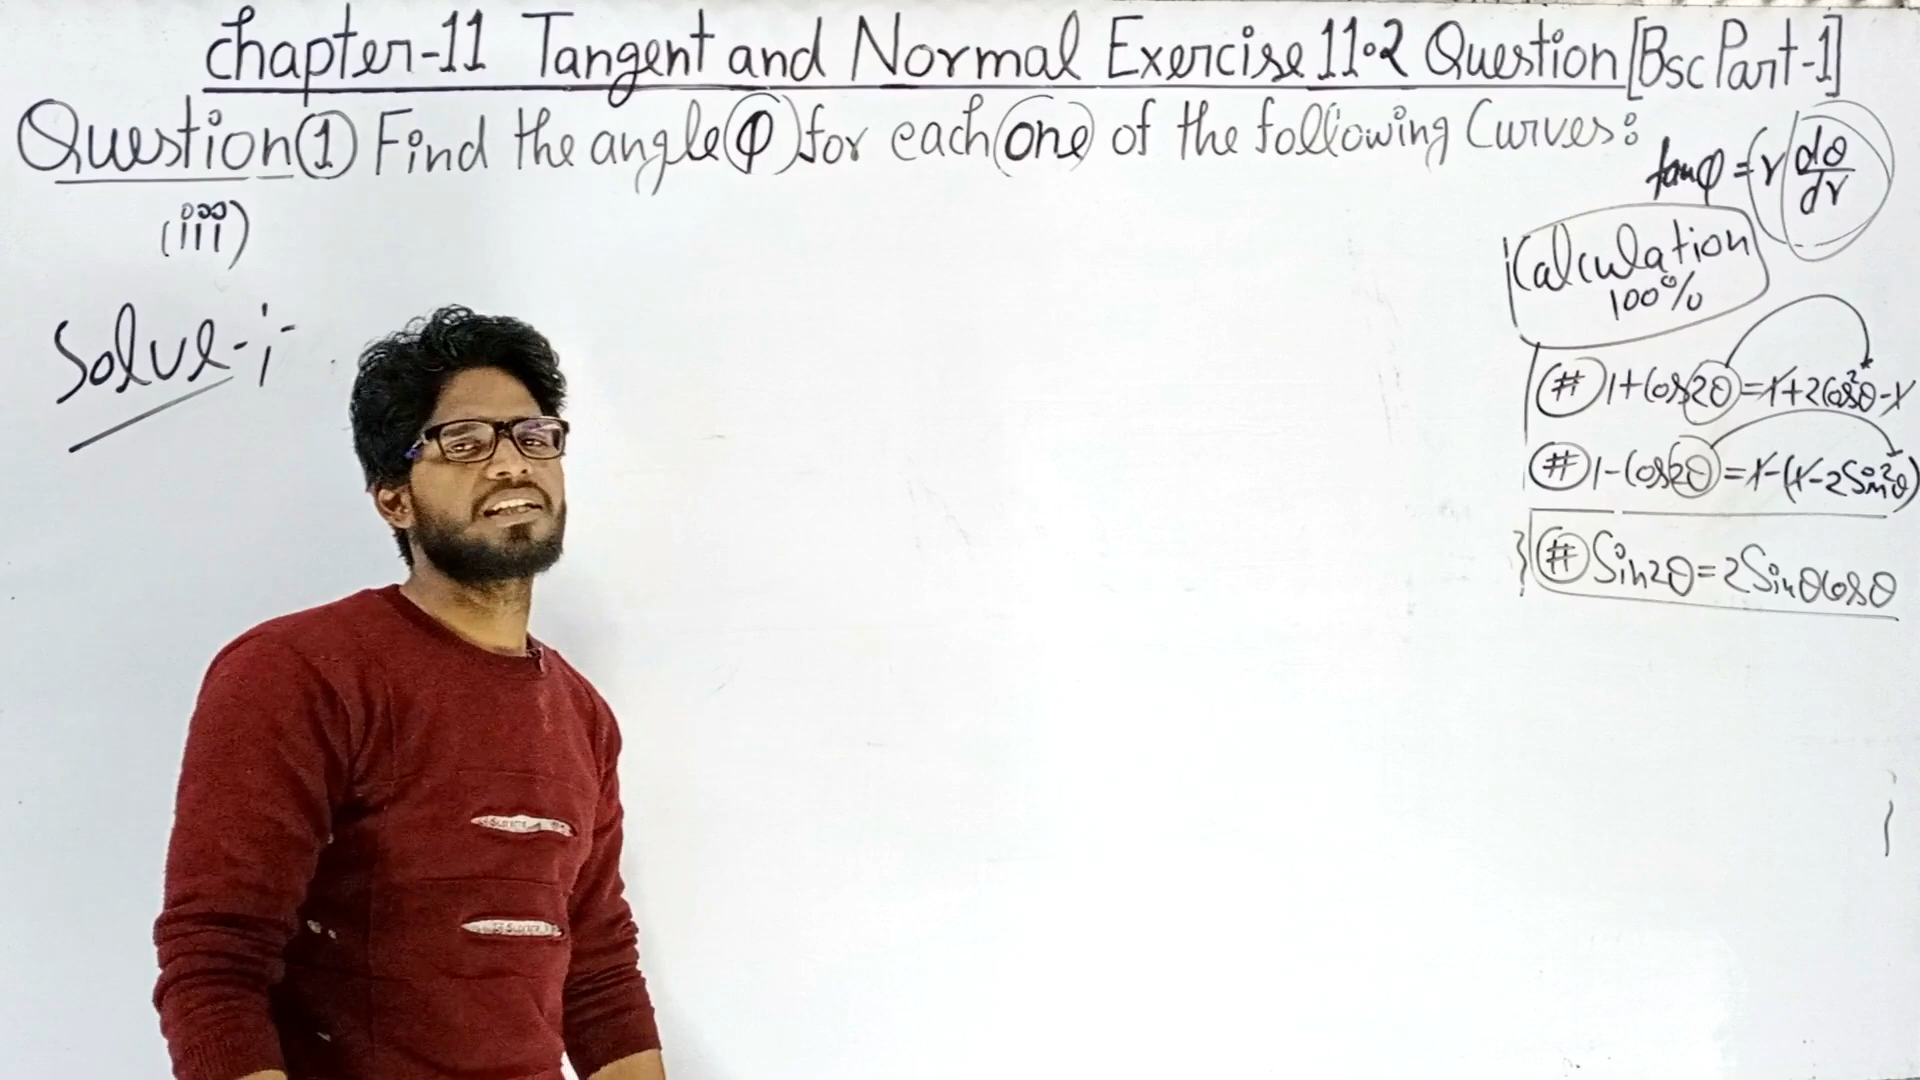 Chapter-11 Tangent and Normal Exercise 11.2 Question [Bsc Part-1]
Question ① Find the angle φ for each one of the following Curves:
tanφ = r dθ/dr
(iii)
Calculation
100%
Solve-:-
# 1+Cos2θ = 1+2Cos²θ-1
# 1-Cos2θ = 1-(1-2Sin²θ)
# Sin2θ = 2Sinθcosθ